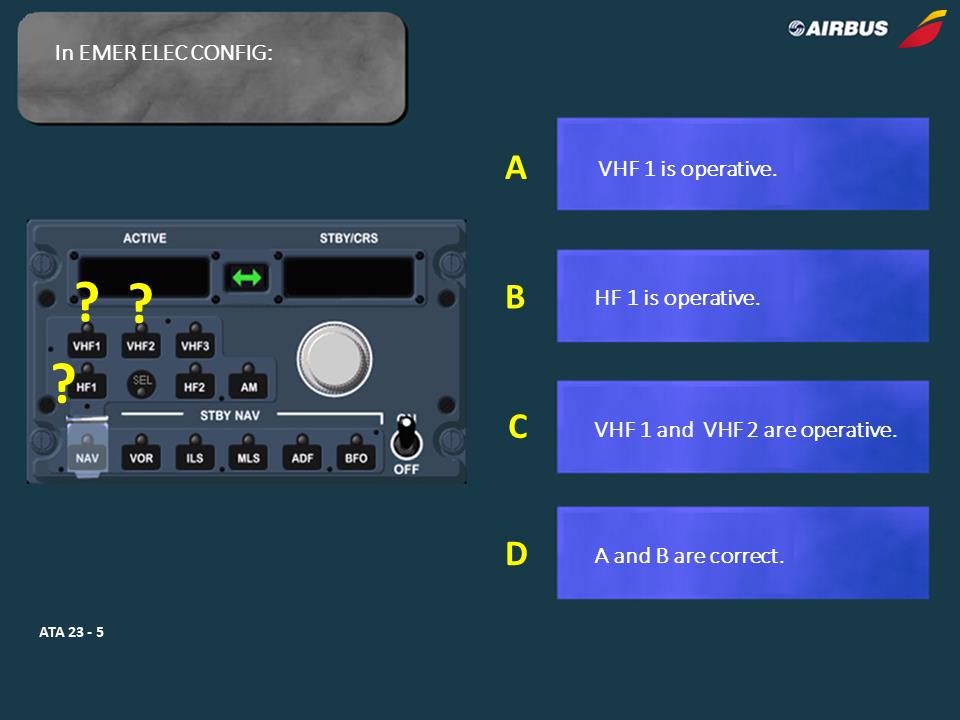 In EMER ELEC CONFIG:
AIRBUS
A
VHF 1 is operative.
ACTIVE
STBY/CRS
? ?
B
HF 1 is operative.
VHF1 VHF2 VHF3
?
HF1 SEL HF2 AM
C
VHF 1 and VHF 2 are operative.
STBY NAV
ON
NAV VOR ILS MLS ADF BFO
OFF
D
A and B are correct.
ATA 23 - 5